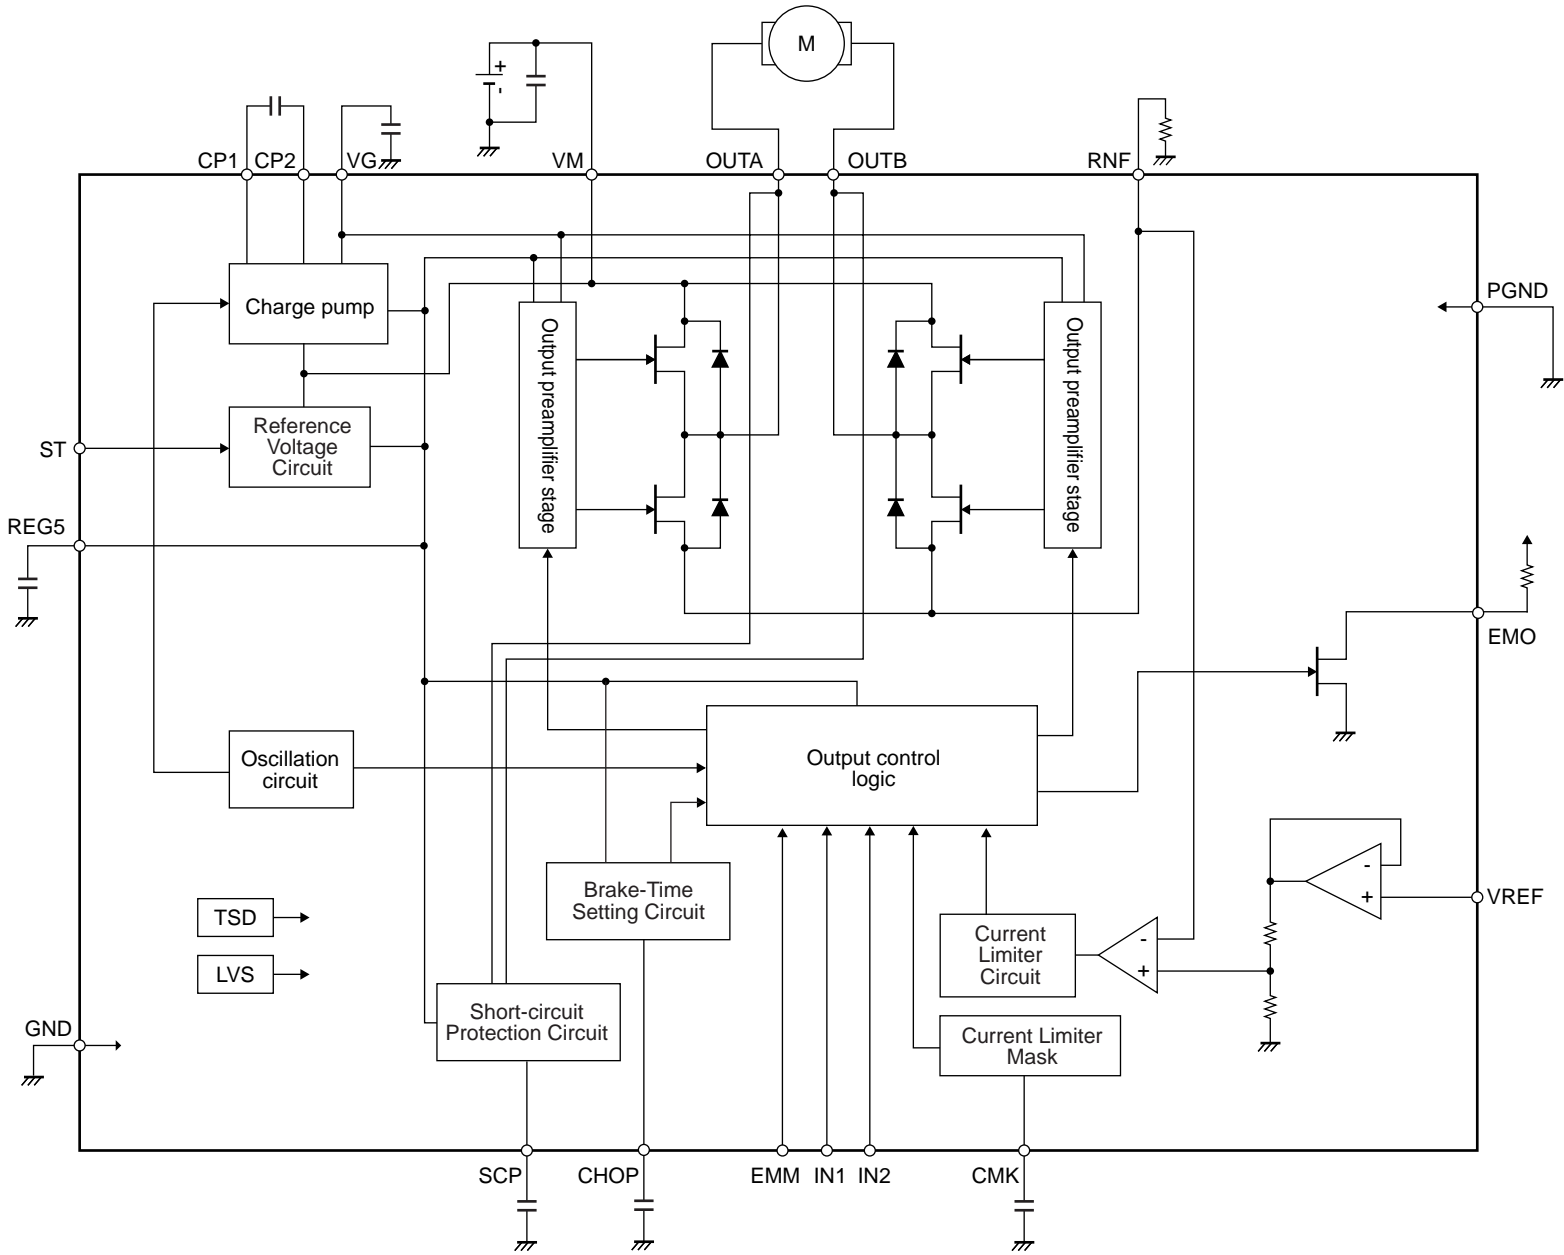 M
+
-
CP1
CP2
VG
VM
OUTA
OUTB
RNF
PGND
Charge pump
Output preamplifier stage
Output preamplifier stage
Reference
Voltage
Circuit
ST
REG5
EMO
Oscillation
circuit
Output control
logic
-
+
VREF
Brake-Time
Setting Circuit
TSD
LVS
Current
Limiter
Circuit
-
+
Short-circuit
Protection Circuit
GND
Current Limiter
Mask
SCP
CHOP
EMM
IN1
IN2
CMK